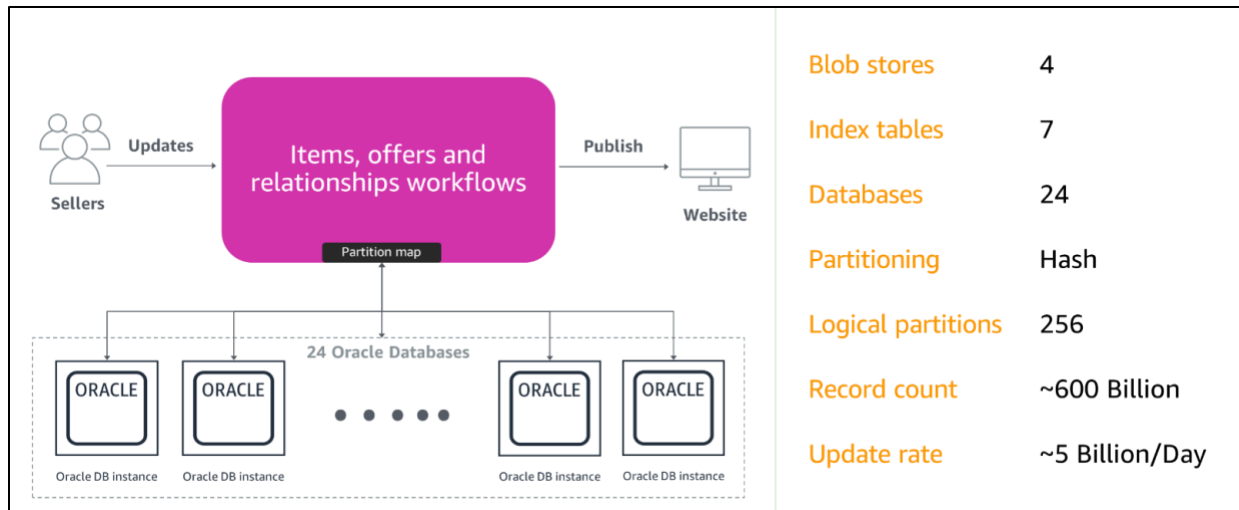 Sellers
Updates
Items, offers and
relationships workflows
Partition map
Publish
Website
24 Oracle Databases
ORACLE
Oracle DB instance
ORACLE
Oracle DB instance
ORACLE
Oracle DB instance
ORACLE
Oracle DB instance
Blob stores 4
Index tables 7
Databases 24
Partitioning Hash
Logical partitions 256
Record count ~600 Billion
Update rate ~5 Billion/Day